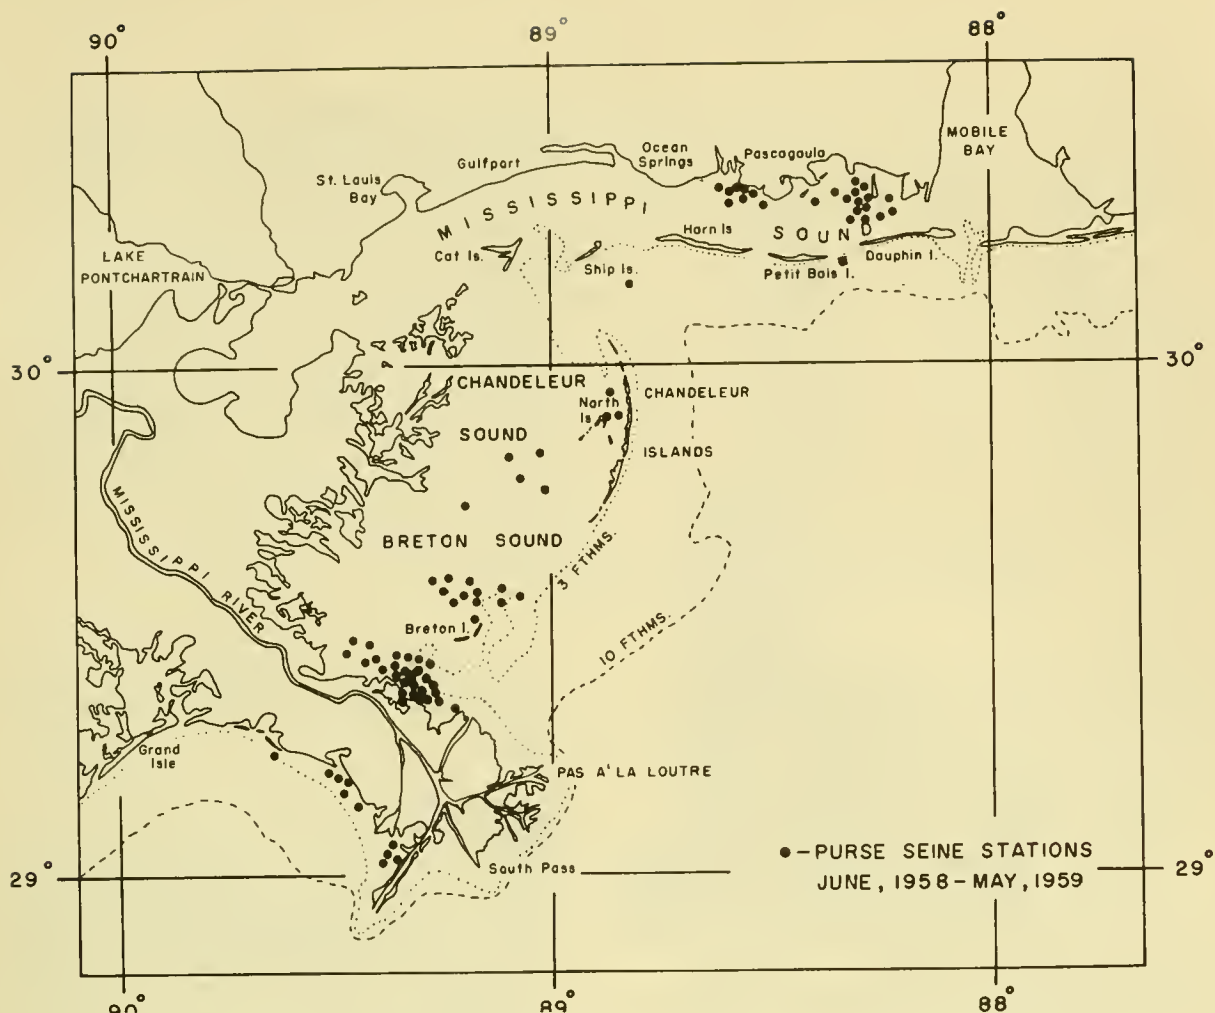 90°
89°
88°
MOBILE
BAY
Ocean
Springs
Pascagoula
Gulfport
St. Louis
Bay
MISSISSIPPI
SOUND
Horn Is
Cat Is.
Ship Is.
Petit Bois I.
Dauphin I.
LAKE
PONTCHARTRAIN
30°
30°
CHANDELEUR
SOUND
North
Is.
CHANDELEUR
ISLANDS
MISSISSIPPI RIVER
BRETON SOUND
3 FTHMS.
10 FTHMS.
Breton I.
Grand
Isle
PAS A' LA LOUTRE
South Pass
29°
29°
-PURSE SEINE STATIONS
JUNE, 1958-MAY, 1959
90°
89°
88°